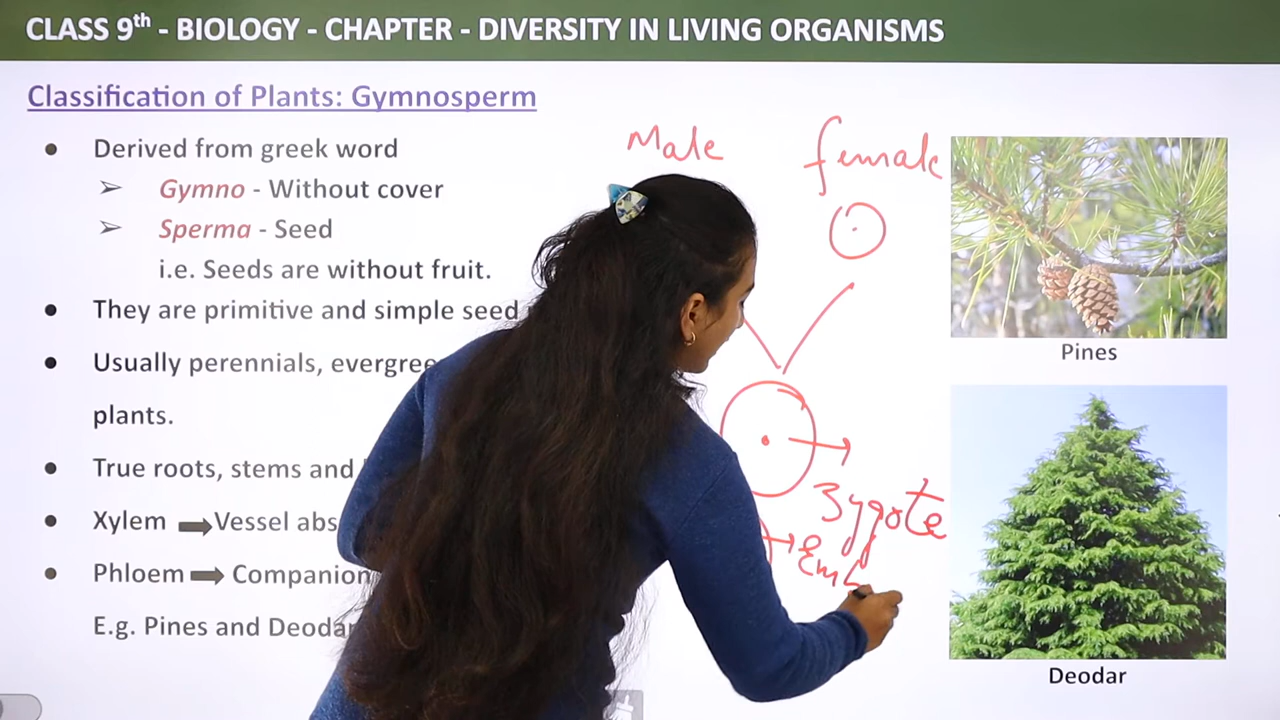 CLASS 9th - BIOLOGY - CHAPTER - DIVERSITY IN LIVING ORGANISMS
Classification of Plants: Gymnosperm
• Derived from greek word
➢ Gymno - Without cover
➢ Sperma - Seed
i.e. Seeds are without fruit.
• They are primitive and simple seed
• Usually perennials, evergree
plants.
• True roots, stems and
• Xylem ➡ Vessel abs
• Phloem ➡ Companion
E.g. Pines and Deodar
Male
female
Zygote
Emb
Pines
Deodar